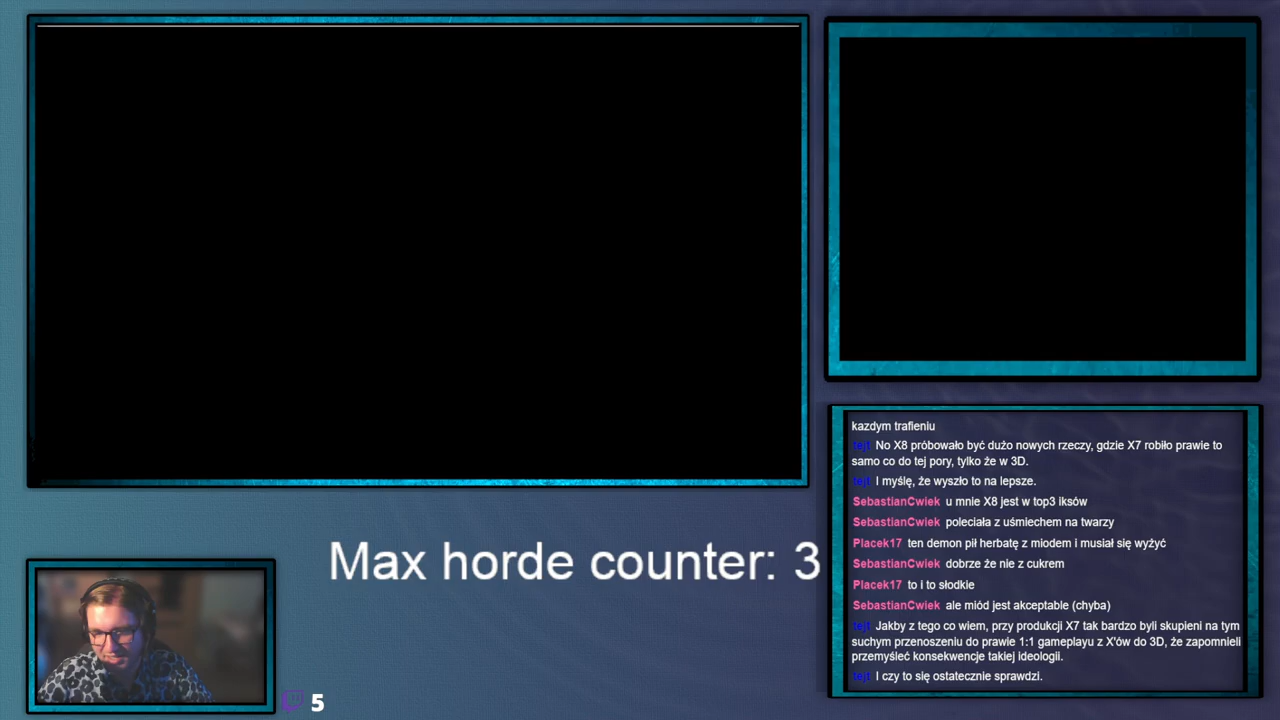 Max horde counter: 3
5
kazdym trafieniu
tejt No X8 próbowało być dużo nowych rzeczy, gdzie X7 robiło prawie to
samo co do tej pory, tylko że w 3D.
tejt I myślę, że wyszło to na lepsze.
SebastianCwiek u mnie X8 jest w top3 iksów
SebastianCwiek poleciała z uśmiechem na twarzy
Placek17 ten demon pił herbatę z miodem i musiał się wyżyć
SebastianCwiek dobrze że nie z cukrem
Placek17 to i to słodkie
SebastianCwiek ale miód jest akceptable (chyba)
tejt Jakby z tego co wiem, przy produkcji X7 tak bardzo byli skupieni na tym
suchym przenoszeniu do prawie 1:1 gameplayu z X'ów do 3D, że zapomnieli
przemyśleć konsekwencje takiej ideologii.
tejt I czy to się ostatecznie sprawdzi.